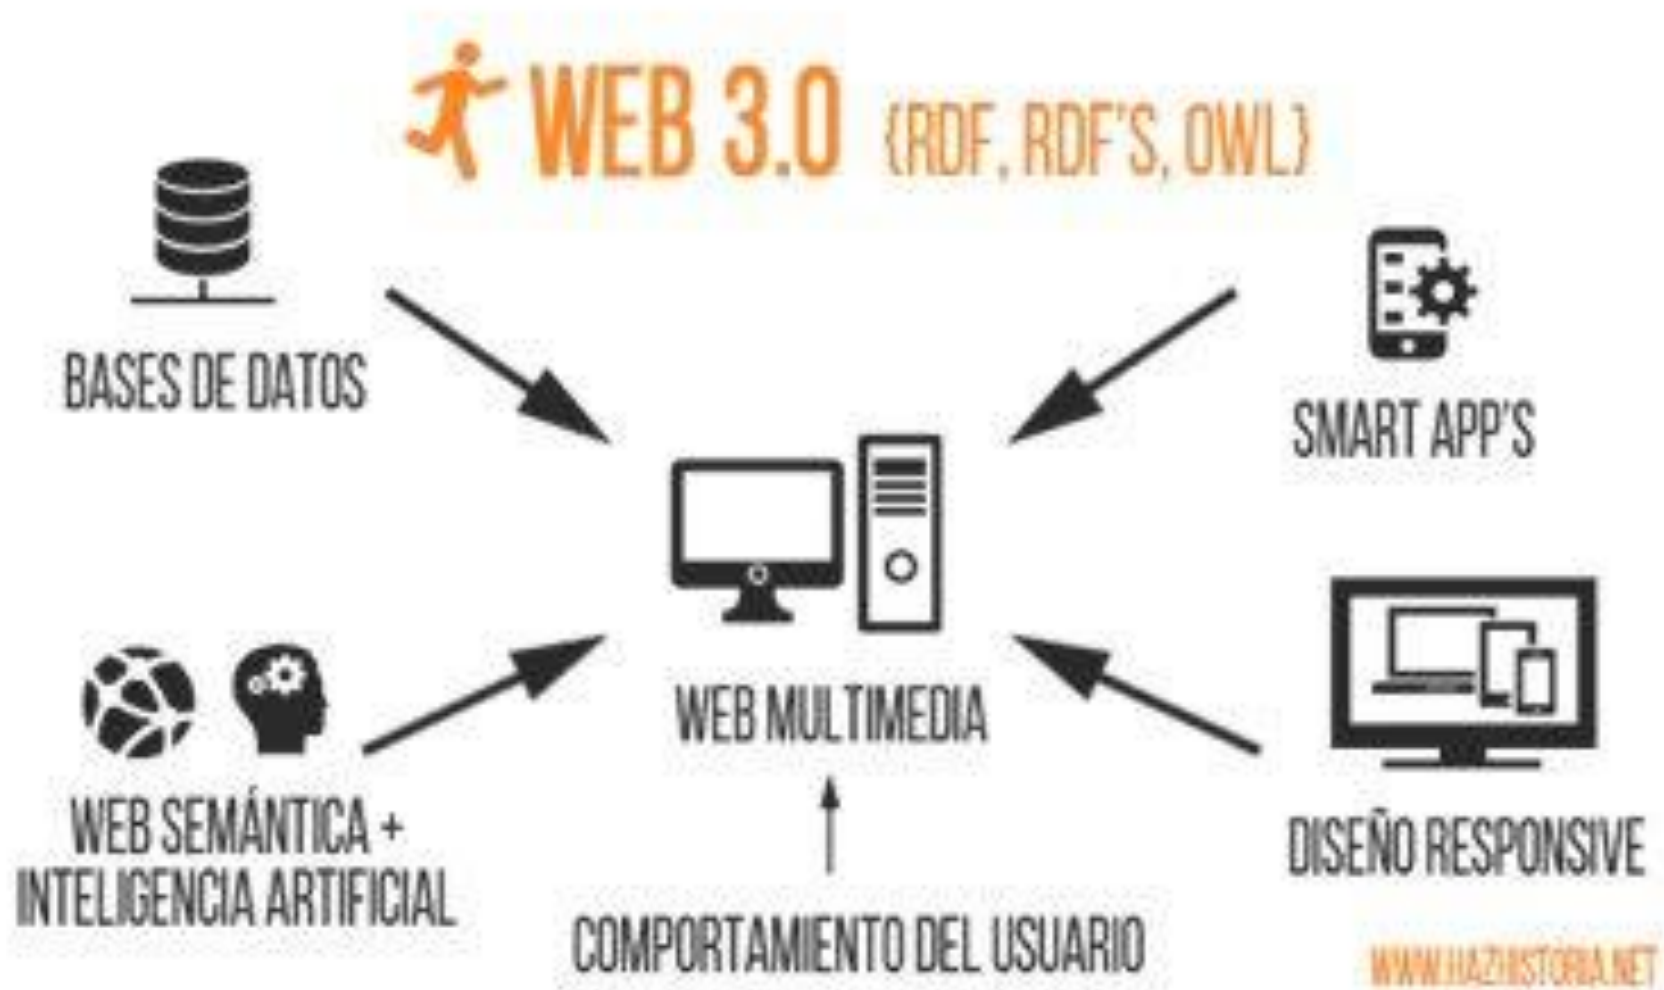 WEB 3.0 {RDF, RDF'S, OWL}
BASES DE DATOS
SMART APP'S
WEB MULTIMEDIA
WEB SEMÁNTICA +
INTELIGENCIA ARTIFICIAL
DISEÑO RESPONSIVE
COMPORTAMIENTO DEL USUARIO
WWW.HAZHISTORIA.NET